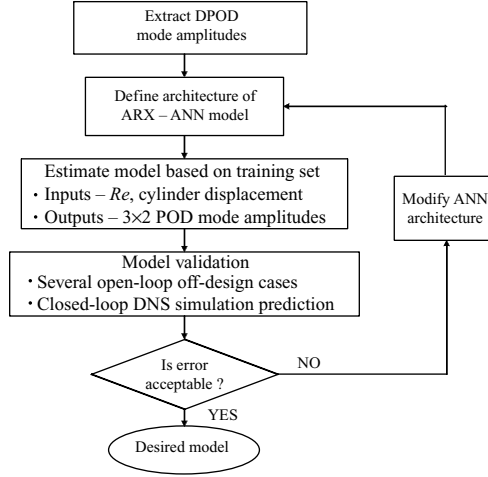 Extract DPOD
mode amplitudes
Define architecture of
ARX – ANN model
Estimate model based on training set
· Inputs – Re, cylinder displacement
· Outputs – 3×2 POD mode amplitudes
Modify ANN
architecture
Model validation
· Several open-loop off-design cases
· Closed-loop DNS simulation prediction
Is error
acceptable ?
NO
YES
Desired model